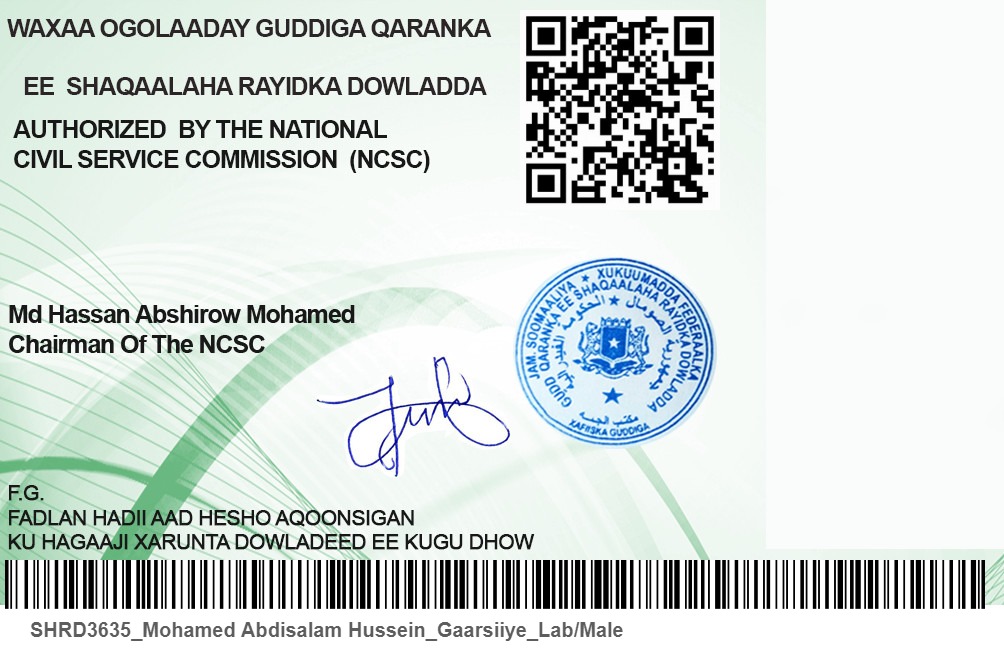 WAXAA OGOLAADAY GUDDIGA QARANKA
EE SHAQAALAHA RAYIDKA DOWLADDA
AUTHORIZED BY THE NATIONAL
CIVIL SERVICE COMMISSION (NCSC)
Md Hassan Abshirow Mohamed
Chairman Of The NCSC
JAM. SOOMAALIYA ★ XUKUUMADDA FEDERAALKA
GUDD QARANKA EE SHAQAALAHA RAYIDKA DOWLADDA
XAFIISKA GUDDIGA
F.G.
FADLAN HADII AAD HESHO AQOONSIGAN
KU HAGAAJI XARUNTA DOWLADEED EE KUGU DHOW
SHRD3635_Mohamed Abdisalam Hussein_Gaarsiiye_Lab/Male